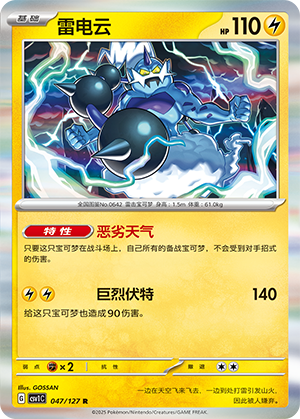 基础 雷电云 HP 110
全国图鉴No.0642. 雷击宝可梦 身高：1.5m 体重：61.0kg
特性 恶劣天气
只要这只宝可梦在战斗场上，自己所有的备战宝可梦，不会受到对手招式
的伤害。
巨烈伏特 140
给这只宝可梦也造成90伤害。
弱点 ×2 抗性 撤退
Illus. GOSSAN
G CSV1C 047/127 R
一边在天空飞来飞去，一边到处打雷引发山火，
因此被人嫌弃。
©2025 Pokémon/Nintendo/Creatures/GAME FREAK.